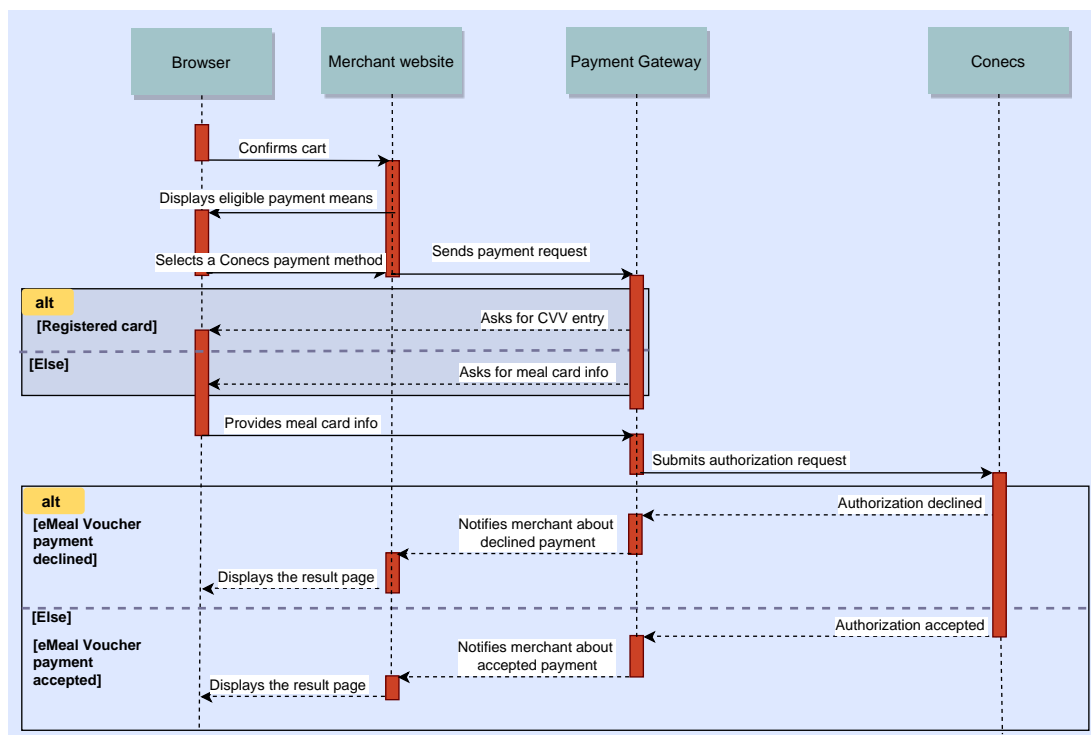 Browser
Merchant website
Payment Gateway
Conecs
Confirms cart
Displays eligible payment means
Selects a Conecs payment method
Sends payment request
alt
[Registered card]
Asks for CVV entry
[Else]
Asks for meal card info
Provides meal card info
Submits authorization request
alt
[eMeal Voucher
payment
declined]
Authorization declined
Notifies merchant about
declined payment
Displays the result page
[Else]
[eMeal Voucher
payment
accepted]
Authorization accepted
Notifies merchant about
accepted payment
Displays the result page